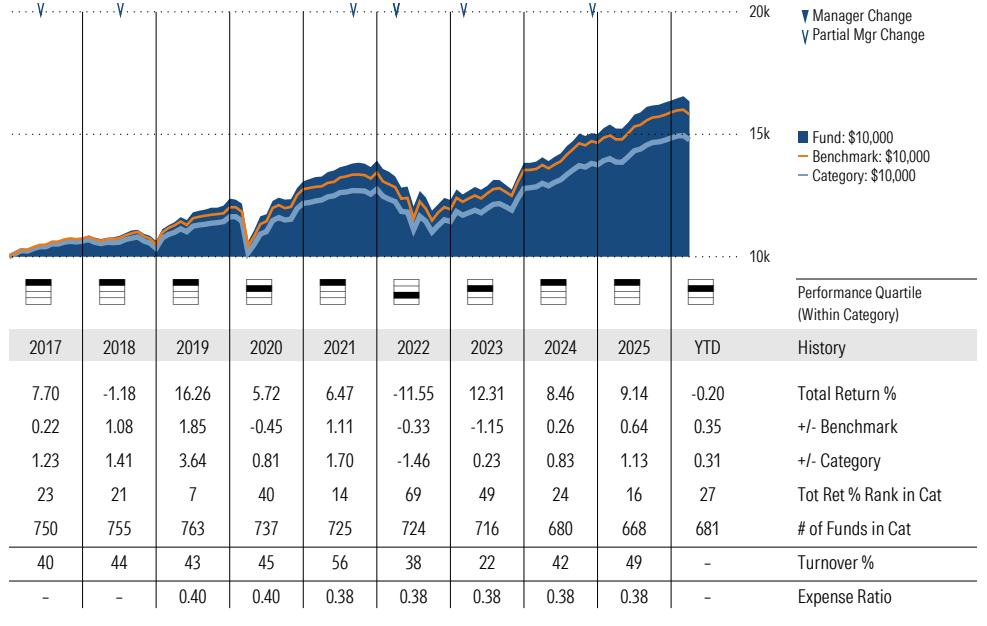 20k
Manager Change
Partial Mgr Change
15k
Fund: $10,000
Benchmark: $10,000
Category: $10,000
10k
Performance Quartile
(Within Category)
2017 2018 2019 2020 2021 2022 2023 2024 2025 YTD History
7.70 -1.18 16.26 5.72 6.47 -11.55 12.31 8.46 9.14 -0.20 Total Return %
0.22 1.08 1.85 -0.45 1.11 -0.33 -1.15 0.26 0.64 0.35 +/- Benchmark
1.23 1.41 3.64 0.81 1.70 -1.46 0.23 0.83 1.13 0.31 +/- Category
23 21 7 40 14 69 49 24 16 27 Tot Ret % Rank in Cat
750 755 763 737 725 724 716 680 668 681 # of Funds in Cat
40 44 43 45 56 38 22 42 49 – Turnover %
– – 0.40 0.40 0.38 0.38 0.38 0.38 0.38 – Expense Ratio